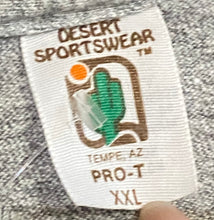 DESERT
SPORTSWEAR
TM
TEMPE, AZ
PRO-T
XXL